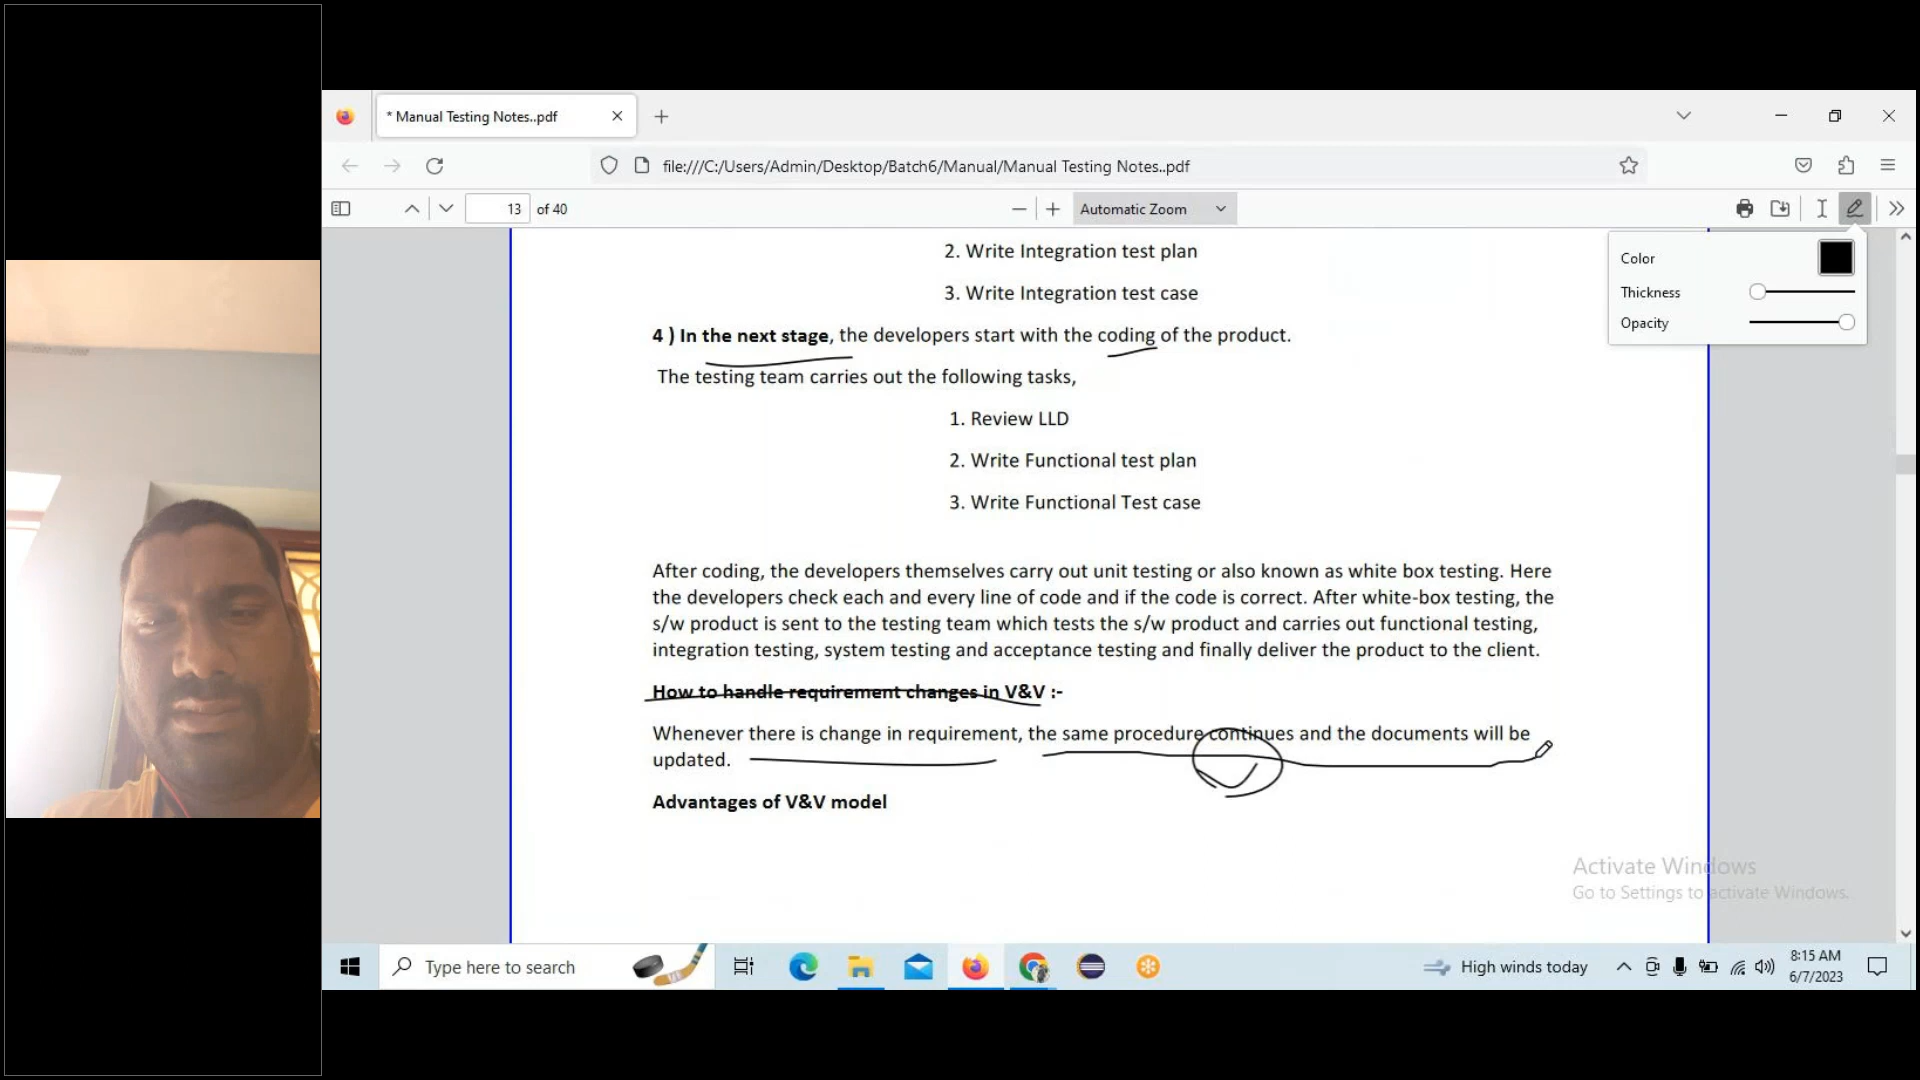 * Manual Testing Notes..pdf
file:///C:/Users/Admin/Desktop/Batch6/Manual/Manual Testing Notes..pdf
13 of 40
Automatic Zoom
Color
Thickness
Opacity
2. Write Integration test plan
3. Write Integration test case
4 ) In the next stage, the developers start with the coding of the product.
The testing team carries out the following tasks,
1. Review LLD
2. Write Functional test plan
3. Write Functional Test case
After coding, the developers themselves carry out unit testing or also known as white box testing. Here
the developers check each and every line of code and if the code is correct. After white-box testing, the
s/w product is sent to the testing team which tests the s/w product and carries out functional testing,
integration testing, system testing and acceptance testing and finally deliver the product to the client.
How to handle requirement changes in V&V :-
Whenever there is change in requirement, the same procedure continues and the documents will be
updated.
Advantages of V&V model
Activate Windows
Go to Settings to activate Windows.
Type here to search
High winds today
8:15 AM
6/7/2023